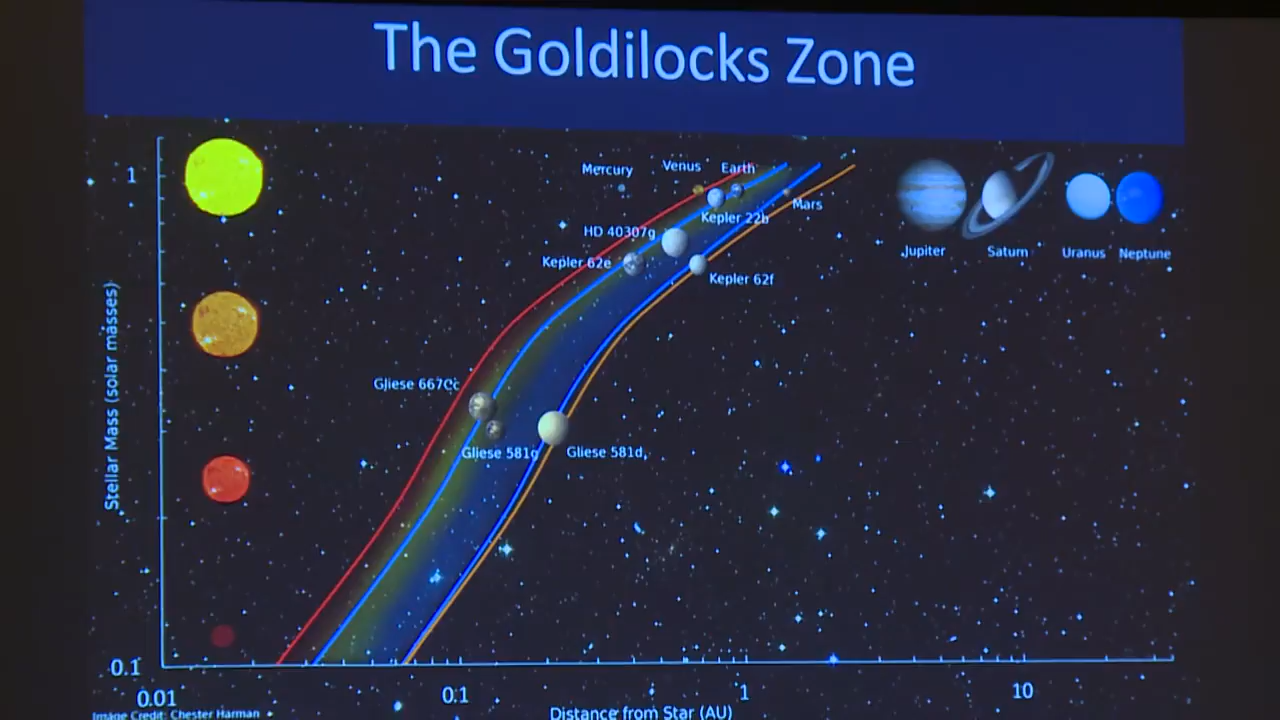 The Goldilocks Zone
Mercury
Venus
Earth
Kepler 22b
Mars
HD 40307g
Kepler 62e
Kepler 62f
Jupiter
Saturn
Uranus
Neptune
Gliese 667Cc
Gliese 581g
Gliese 581d
Stellar Mass (solar masses)
1
0.1
0.01
0.1
1
10
Distance from Star (AU)
Image Credit: Chester Harman